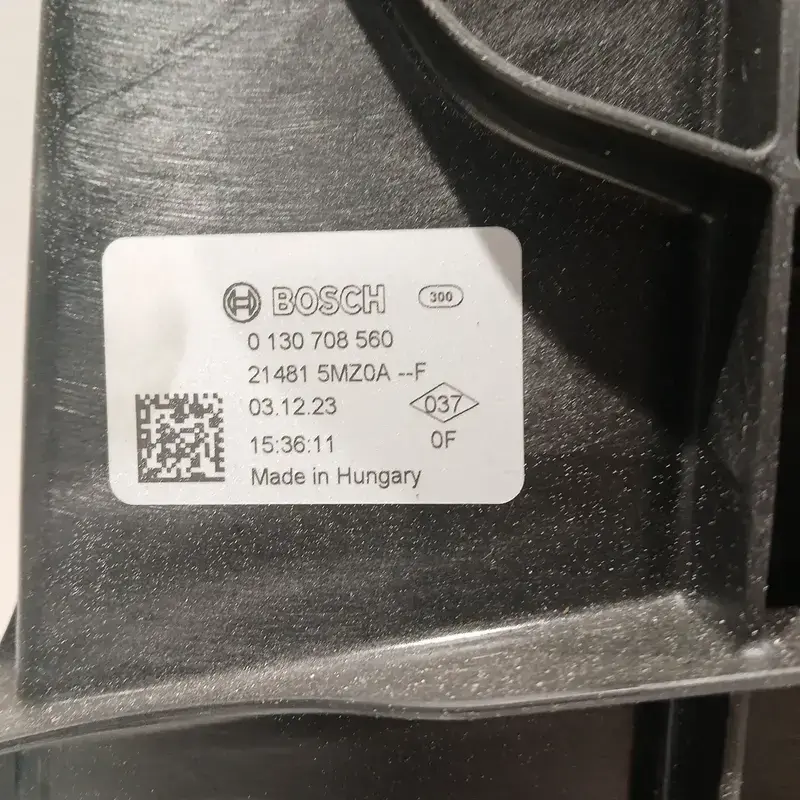 BOSCH 300
0 130 708 560
21481 5MZ0A --F
03.12.23 037
15:36:11 0F
Made in Hungary